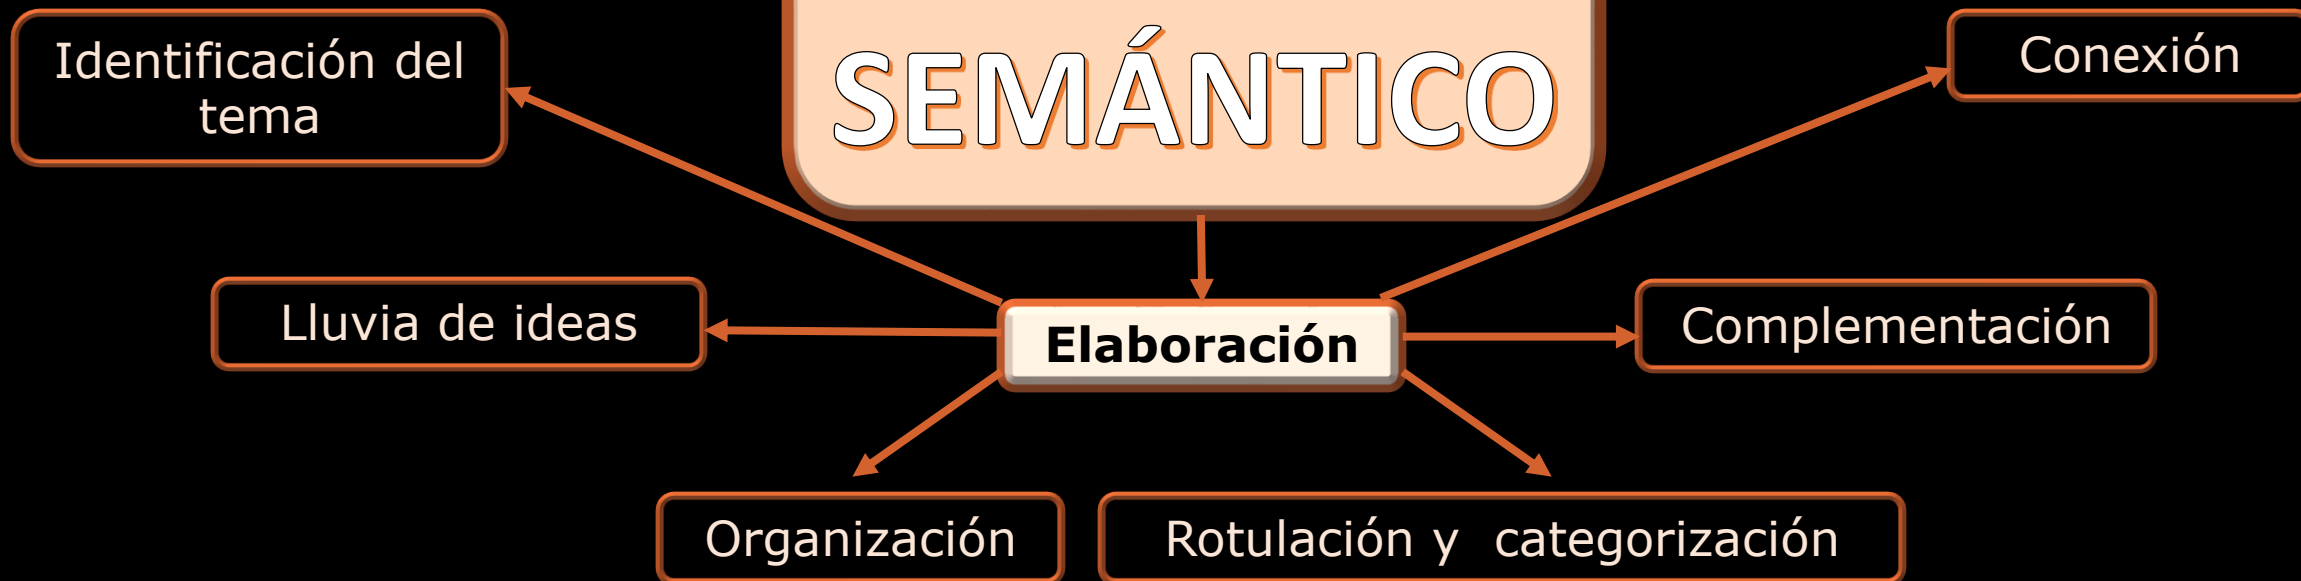 SEMÁNTICO
Identificación del
tema
Conexión
Lluvia de ideas
Elaboración
Complementación
Organización
Rotulación y categorización